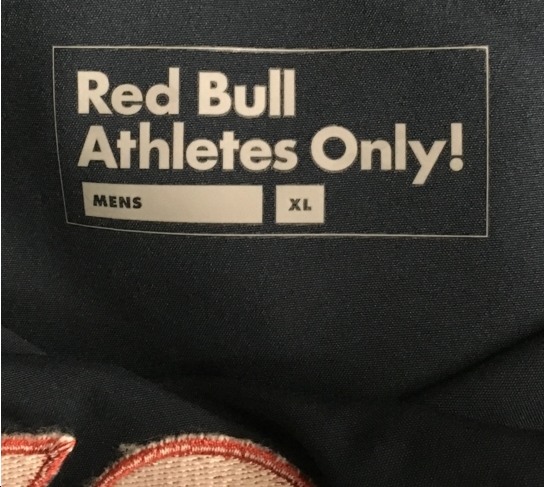 Red Bull
Athletes Only!
MENS XL